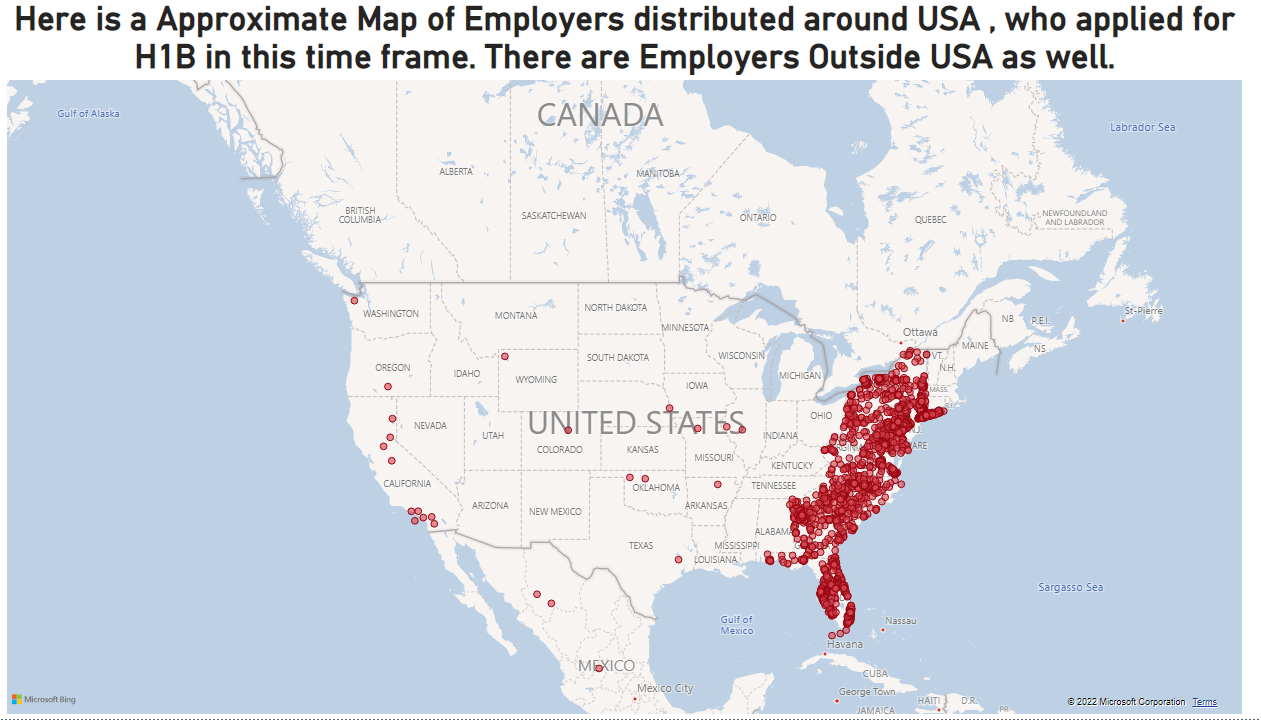 Here is a Approximate Map of Employers distributed around USA , who applied for
H1B in this time frame. There are Employers Outside USA as well.
CANADA
Gulf of Alaska
Labrador Sea
ALBERTA
MANITOBA
BRITISH
COLUMBIA
SASKATCHEWAN
ONTARIO
QUEBEC
NEWFOUNDLAND
AND LABRADOR
WASHINGTON
MONTANA
NORTH DAKOTA
MINNESOTA
Ottawa
NB
P.E.I.
St-Pierre
MAINE
NS
VT.
N.H.
OREGON
IDAHO
WYOMING
SOUTH DAKOTA
WISCONSIN
MICHIGAN
IOWA
MASS.
UNITED STATES
NEVADA
UTAH
COLORADO
KANSAS
MISSOURI
INDIANA
OHIO
N.J.
KENTUCKY
CALIFORNIA
ARIZONA
NEW MEXICO
OKLAHOMA
ARKANSAS
TENNESSEE
TEXAS
LOUISIANA
MISSISSIPPI
ALABAMA
Gulf of
Mexico
Sargasso Sea
Nassau
Havana
MEXICO
Mexico City
CUBA
George Town
HAITI
D.R.
PR
JAMAICA
Microsoft Bing
© 2022 Microsoft Corporation Terms